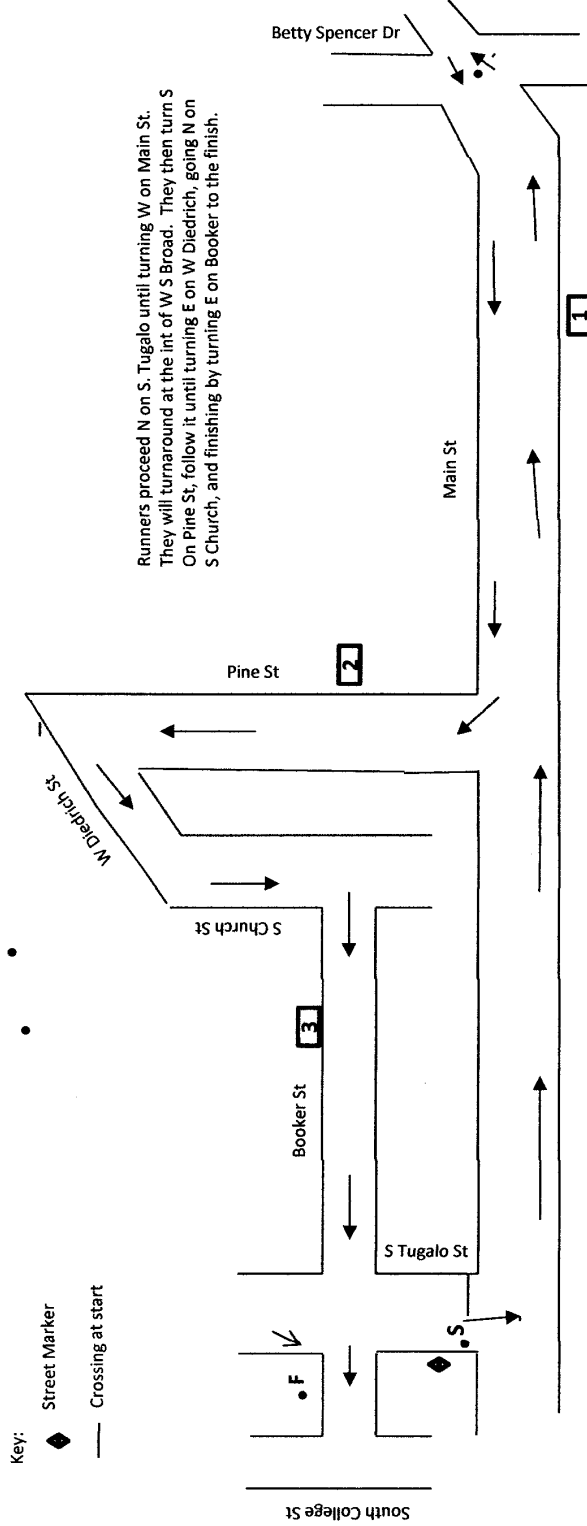 Betty Spencer Dr
Runners proceed N on S. Tugalo until turning W on Main St.
They will turnaround at the int of W S Broad. They then turn S
On Pine St, follow it until turning E on W Diedrich, going N on
S Church, and finishing by turning E on Booker to the finish.
1
Main St
Pine St
2
W Diedrich St
S Church St
3
Booker St
S Tugalo St
S
F
Key:
Street Marker
Crossing at start
South College St